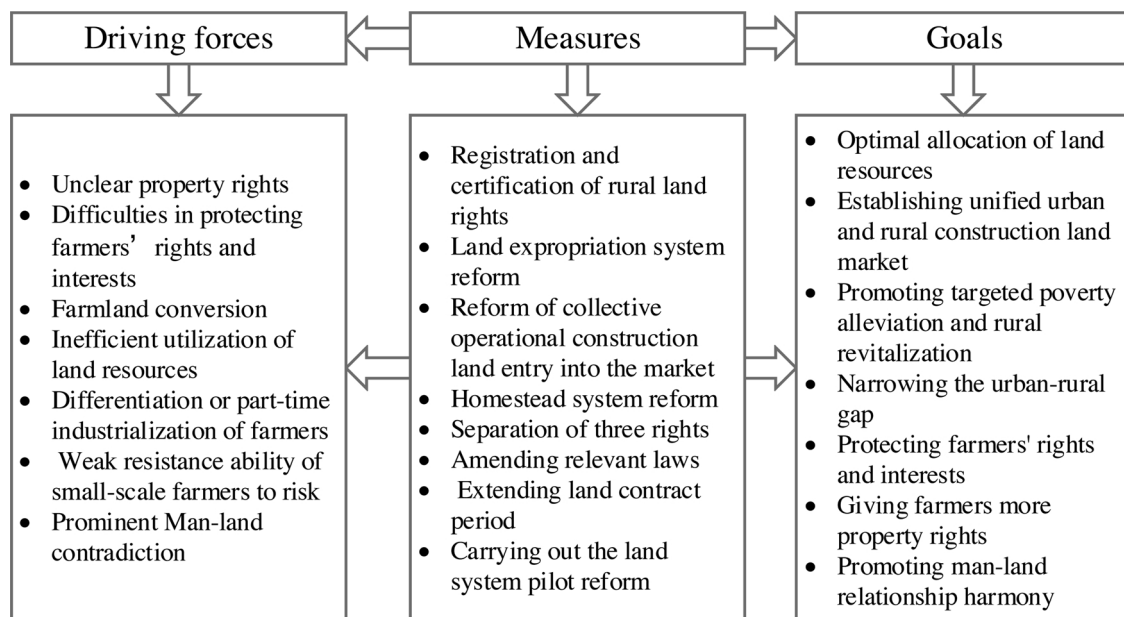 Driving forces
Measures
Goals
• Unclear property rights
• Difficulties in protecting
farmers’ rights and
interests
• Farmland conversion
• Inefficient utilization of
land resources
• Differentiation or part-time
industrialization of farmers
• Weak resistance ability of
small-scale farmers to risk
• Prominent Man-land
contradiction
• Registration and
certification of rural land
rights
• Land expropriation system
reform
• Reform of collective
operational construction
land entry into the market
• Homestead system reform
• Separation of three rights
• Amending relevant laws
• Extending land contract
period
• Carrying out the land
system pilot reform
• Optimal allocation of land
resources
• Establishing unified urban
and rural construction land
market
• Promoting targeted poverty
alleviation and rural
revitalization
• Narrowing the urban-rural
gap
• Protecting farmers' rights
and interests
• Giving farmers more
property rights
• Promoting man-land
relationship harmony